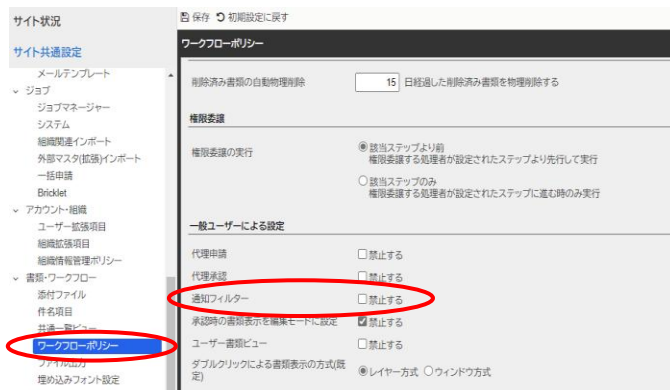 サイト状況
サイト共通設定
メールテンプレート
ジョブ
ジョブマネージャー
システム
組織関連インポート
外部マスタ(拡張)インポート
一括申請
Bricklet
アカウント・組織
ユーザー拡張項目
組織拡張項目
組織情報管理ポリシー
書類・ワークフロー
添付ファイル
件名項目
共通一覧ビュー
ワークフローポリシー
ファイル出力
埋め込みフォント設定
保存 初期設定に戻す
ワークフローポリシー
削除済み書類の自動物理削除 15 日経過した削除済み書類を物理削除する
権限委譲
権限委譲の実行 該当ステップより前
権限委譲する処理者が設定されたステップより先行して実行
該当ステップのみ
権限委譲する処理者が設定されたステップに進む時のみ実行
一般ユーザーによる設定
代理申請 禁止する
代理承認 禁止する
通知フィルター 禁止する
承認時の書類表示を編集モードに設定 禁止する
ユーザー書類ビュー 禁止する
ダブルクリックによる書類表示の方式(既
定) レイヤー方式 ウィンドウ方式